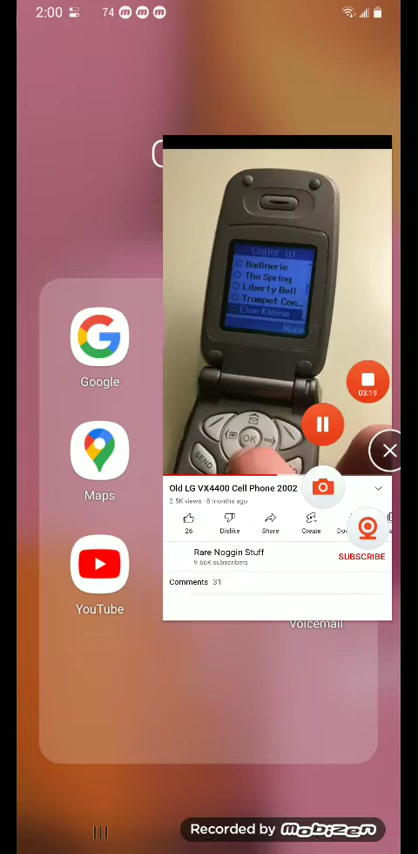 2:00
74
Caller ID
Badinerie
The Spring
Liberty Bell
Trumpet Con...
Eine Kleine
More
OK
SEND
03:19
Google
Maps
YouTube
Old LG VX4400 Cell Phone 2002
2.5K views · 8 months ago
26
Dislike
Share
Create
Rare Noggin Stuff
9.66K subscribers
SUBSCRIBE
Comments 31
Voicemail
Recorded by mobizen